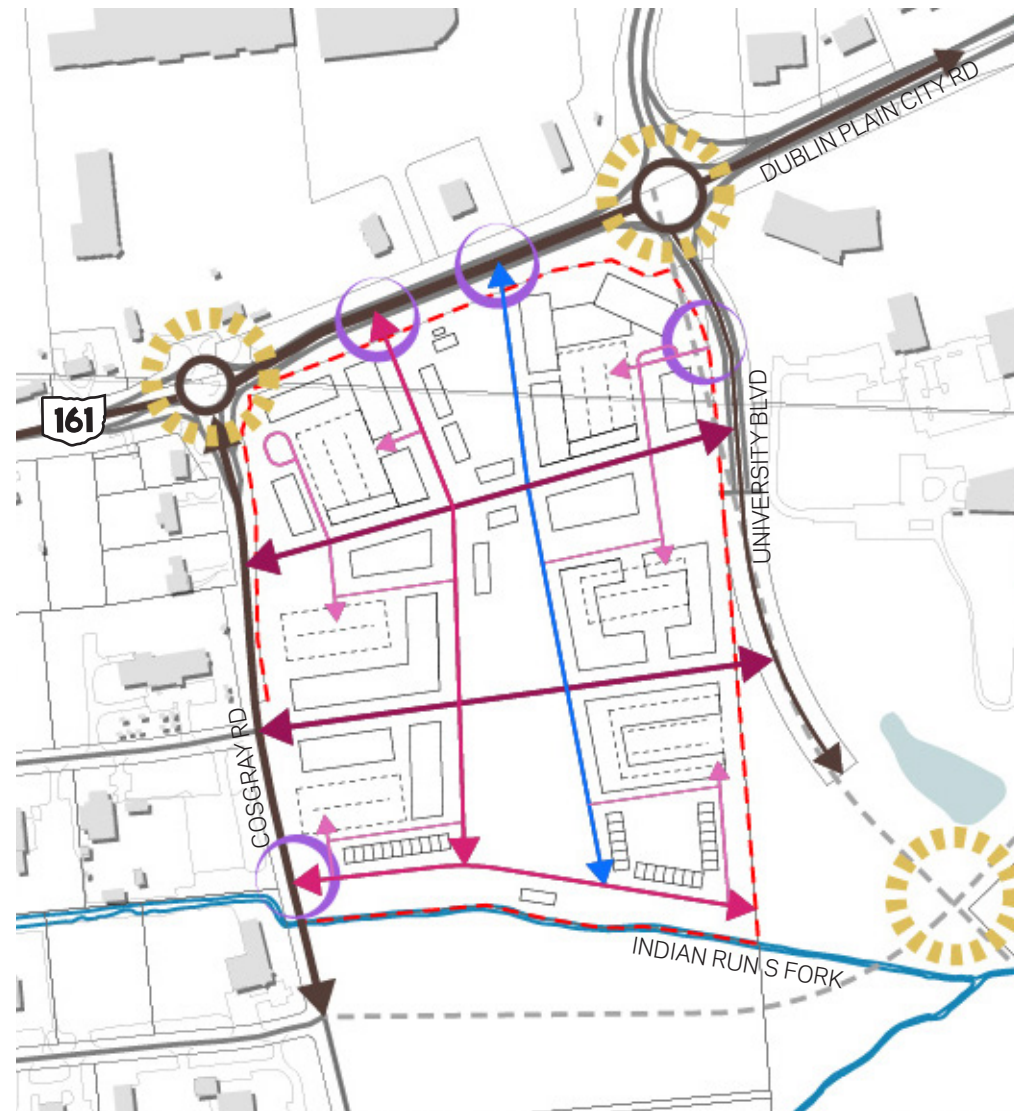 DUBLIN PLAIN CITY RD
161
UNIVERSITY BLVD
COSGRAY RD
INDIAN RUN S FORK